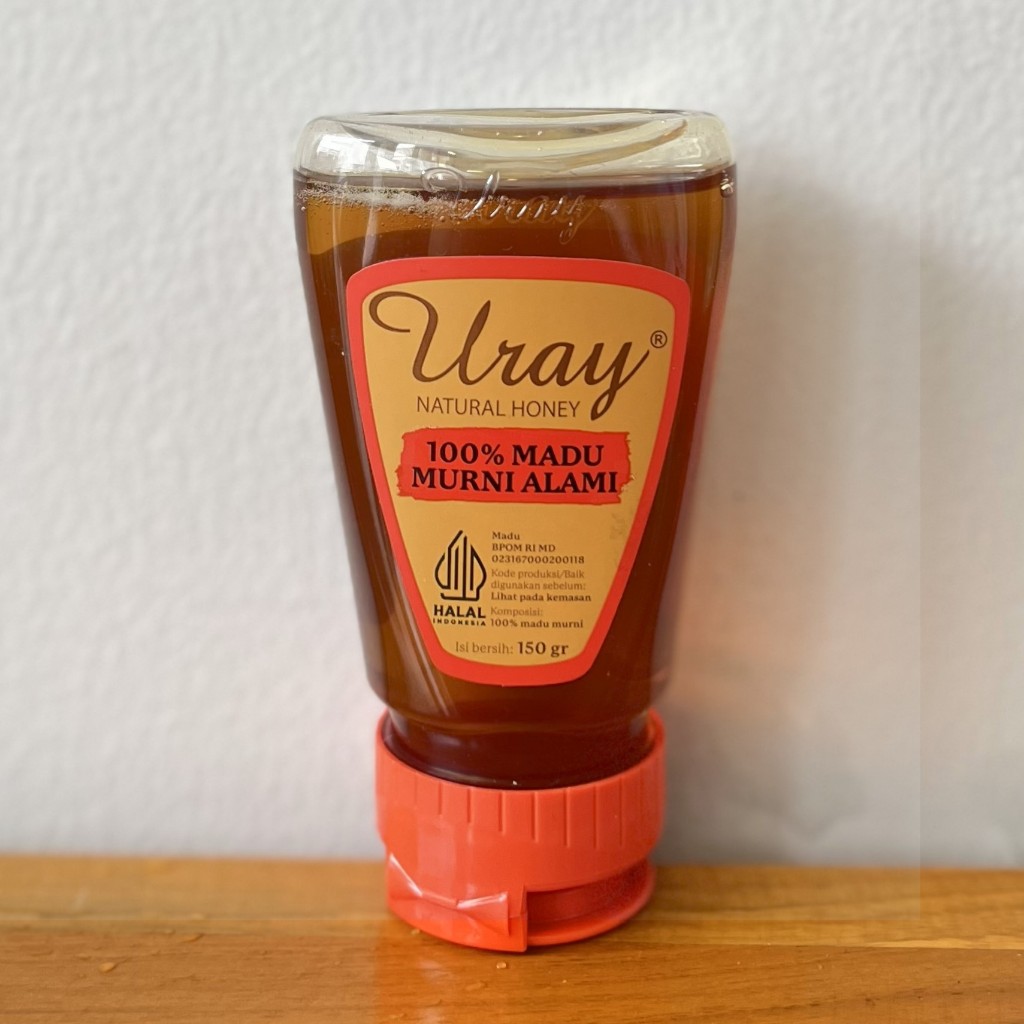 Uray
Uray®
NATURAL HONEY
100% MADU
MURNI ALAMI
Madu
BPOM RI MD
023167000200118
Kode produksi/Baik
digunakan sebelum:
Lihat pada kemasan
HALAL
INDONESIA
Komposisi:
100% madu murni
Isi bersih: 150 gr